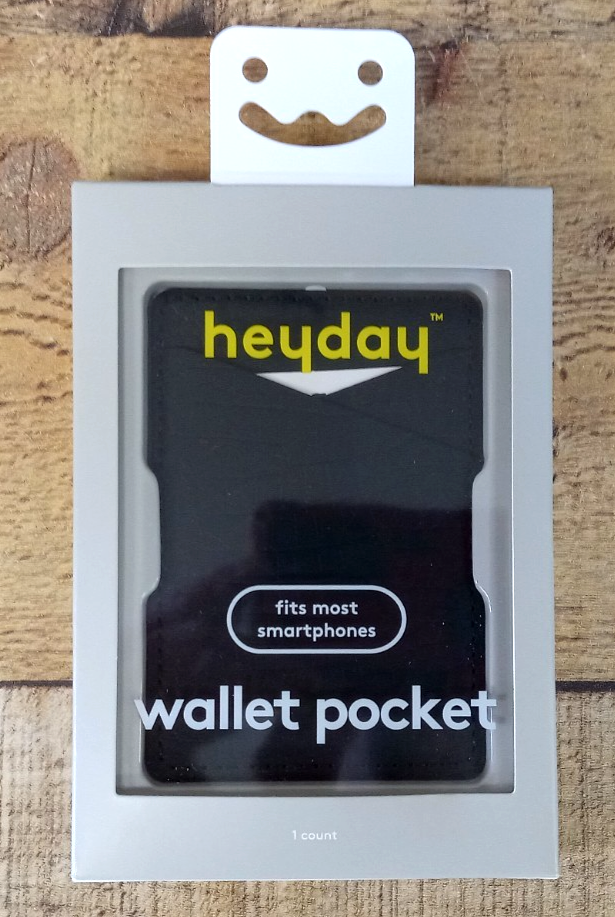 heyday™
fits most
smartphones
wallet pocket
1 count